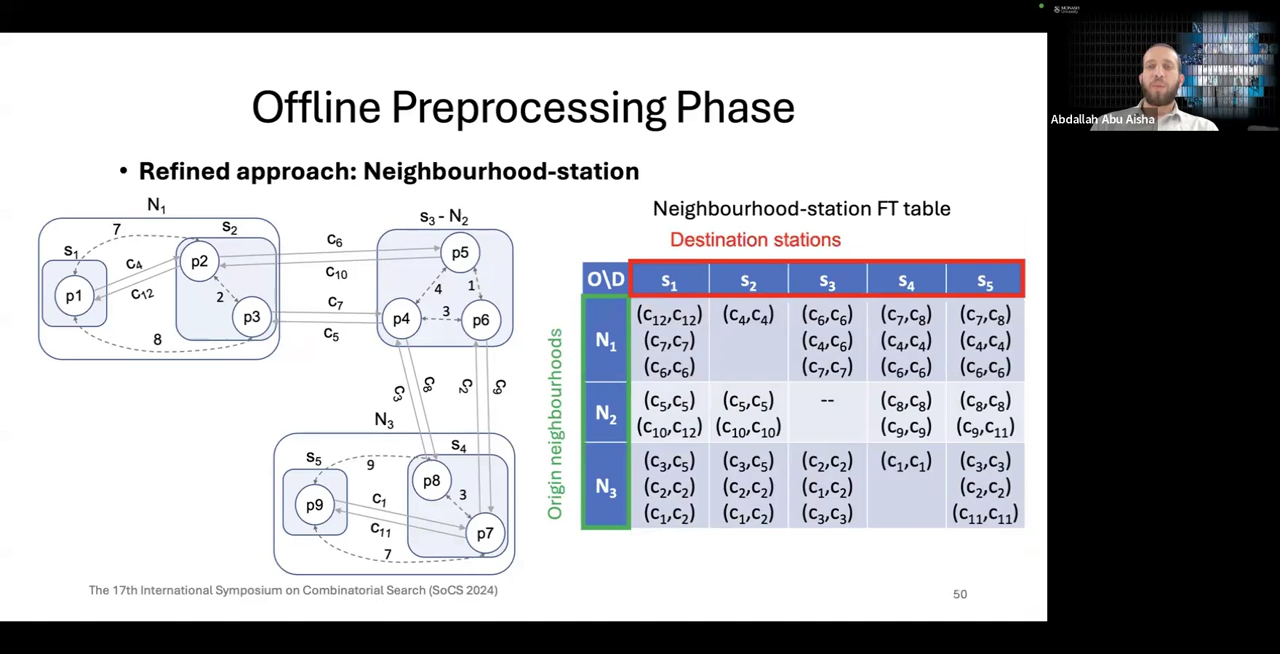 MONASH
University
Abdallah Abu Aisha
Offline Preprocessing Phase
• Refined approach: Neighbourhood-station
N₁
7
s₁
s₂
C₄
p2
C₁₂
p1
2
p3
8
C₆
C₁₀
C₇
C₅
s₃ - N₂
p5
4
1
3
p4
p6
C₃
C₈
C₂
C₉
N₃
s₄
s₅
9
p8
C₁
3
p9
C₁₁
p7
7
Neighbourhood-station FT table
Destination stations
Origin neighbourhoods
O\D s₁ s₂ s₃ s₄ s₅
(c₁₂,c₁₂) (c₄,c₄) (c₆,c₆) (c₇,c₈) (c₇,c₈)
N₁ (c₇,c₇) (c₄,c₆) (c₄,c₄) (c₄,c₄)
(c₆,c₆) (c₇,c₇) (c₆,c₆) (c₆,c₆)
N₂ (c₅,c₅) (c₅,c₅) -- (c₈,c₈) (c₈,c₈)
(c₁₀,c₁₂) (c₁₀,c₁₀) (c₉,c₉) (c₉,c₁₁)
(c₃,c₅) (c₃,c₅) (c₂,c₂) (c₁,c₁) (c₃,c₃)
N₃ (c₂,c₂) (c₂,c₂) (c₁,c₂) (c₂,c₂)
(c₁,c₂) (c₁,c₂) (c₃,c₃) (c₁₁,c₁₁)
The 17th International Symposium on Combinatorial Search (SoCS 2024)
50